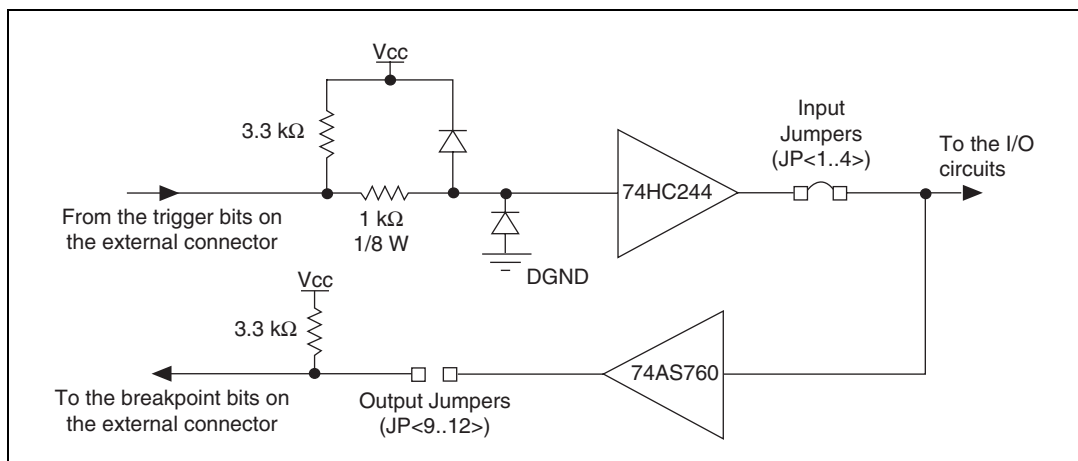 Vcc
3.3 kΩ
Input
Jumpers
(JP<1..4>)
To the I/O
circuits
74HC244
From the trigger bits on
the external connector
1 kΩ
1/8 W
DGND
Vcc
3.3 kΩ
74AS760
To the breakpoint bits on
the external connector
Output Jumpers
(JP<9..12>)